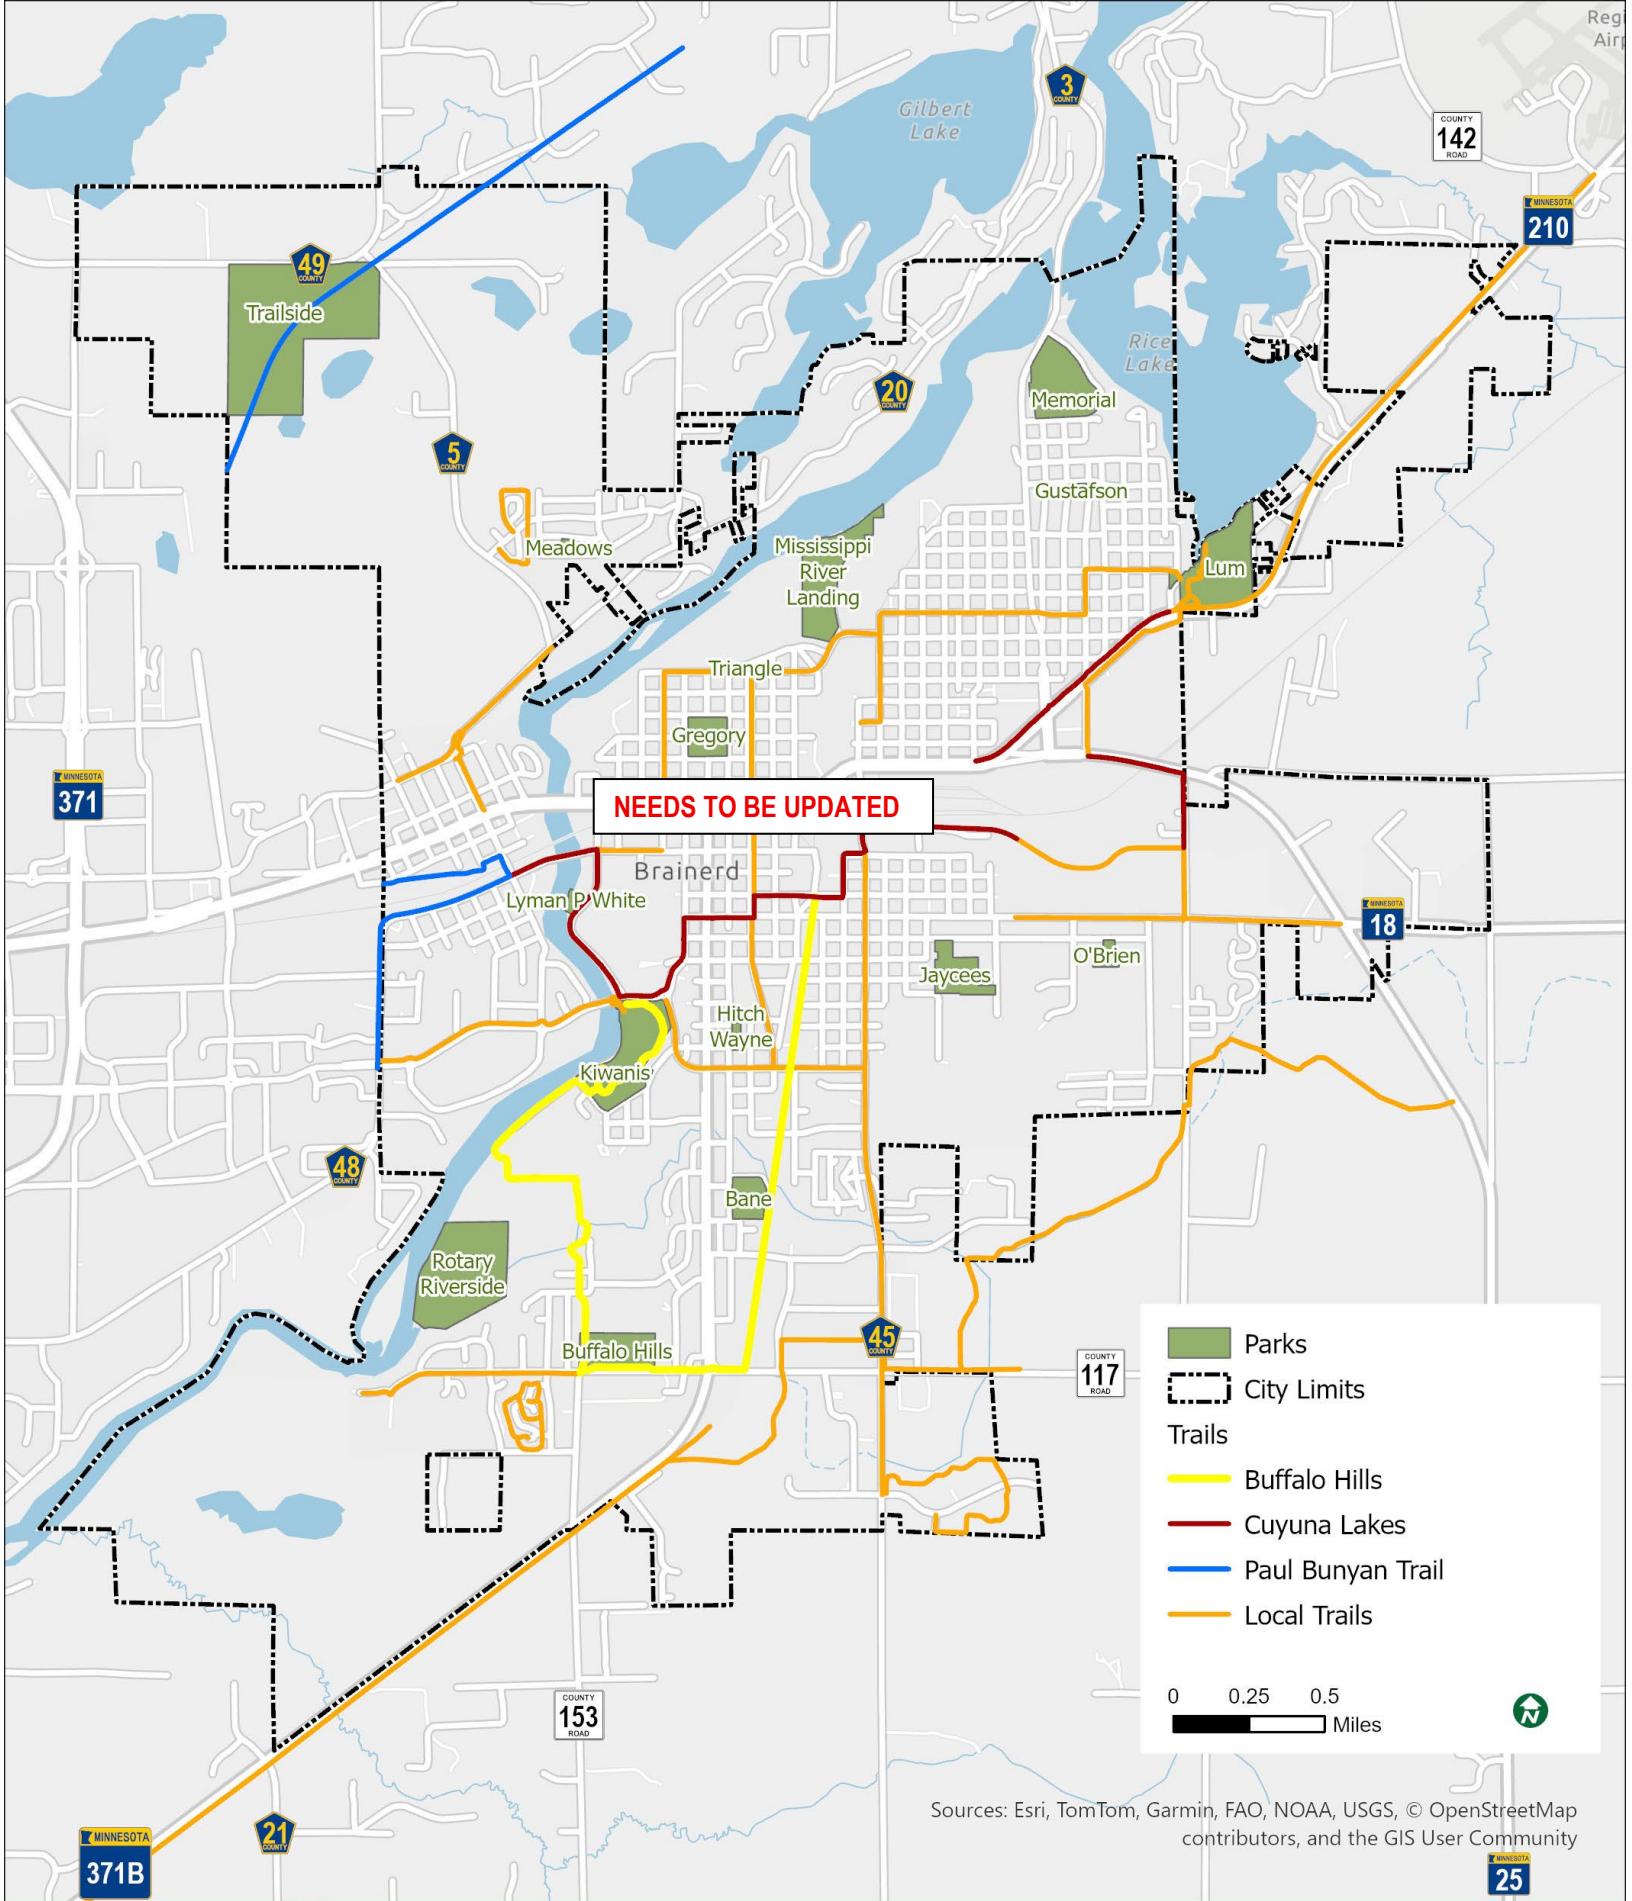 Regi
Airp
3
COUNTY
Gilbert
Lake
COUNTY
142
ROAD
MINNESOTA
210
49
COUNTY
Trailside
Rice
Lake
20
COUNTY
Memorial
5
COUNTY
Gustafson
Meadows
Mississippi
River
Landing
Lum
Triangle
Gregory
MINNESOTA
371
NEEDS TO BE UPDATED
Brainerd
Lyman P White
MINNESOTA
18
O'Brien
Jaycees
Hitch
Wayne
Kiwanis
48
COUNTY
Bane
Rotary
Riverside
Buffalo Hills
45
COUNTY
COUNTY
117
ROAD
Parks
City Limits
Trails
Buffalo Hills
Cuyuna Lakes
Paul Bunyan Trail
Local Trails
0 0.25 0.5
Miles
N
COUNTY
153
ROAD
Sources: Esri, TomTom, Garmin, FAO, NOAA, USGS, © OpenStreetMap
contributors, and the GIS User Community
21
COUNTY
MINNESOTA
371B
MINNESOTA
25